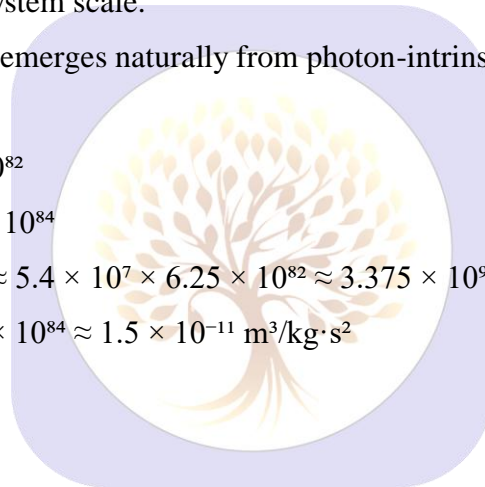 ystem scale.
emerges naturally from photon-intrins
0⁸²
10⁸⁴
≈ 5.4 × 10⁷ × 6.25 × 10⁸² ≈ 3.375 × 10⁹
× 10⁸⁴ ≈ 1.5 × 10⁻¹¹ m³/kg·s²